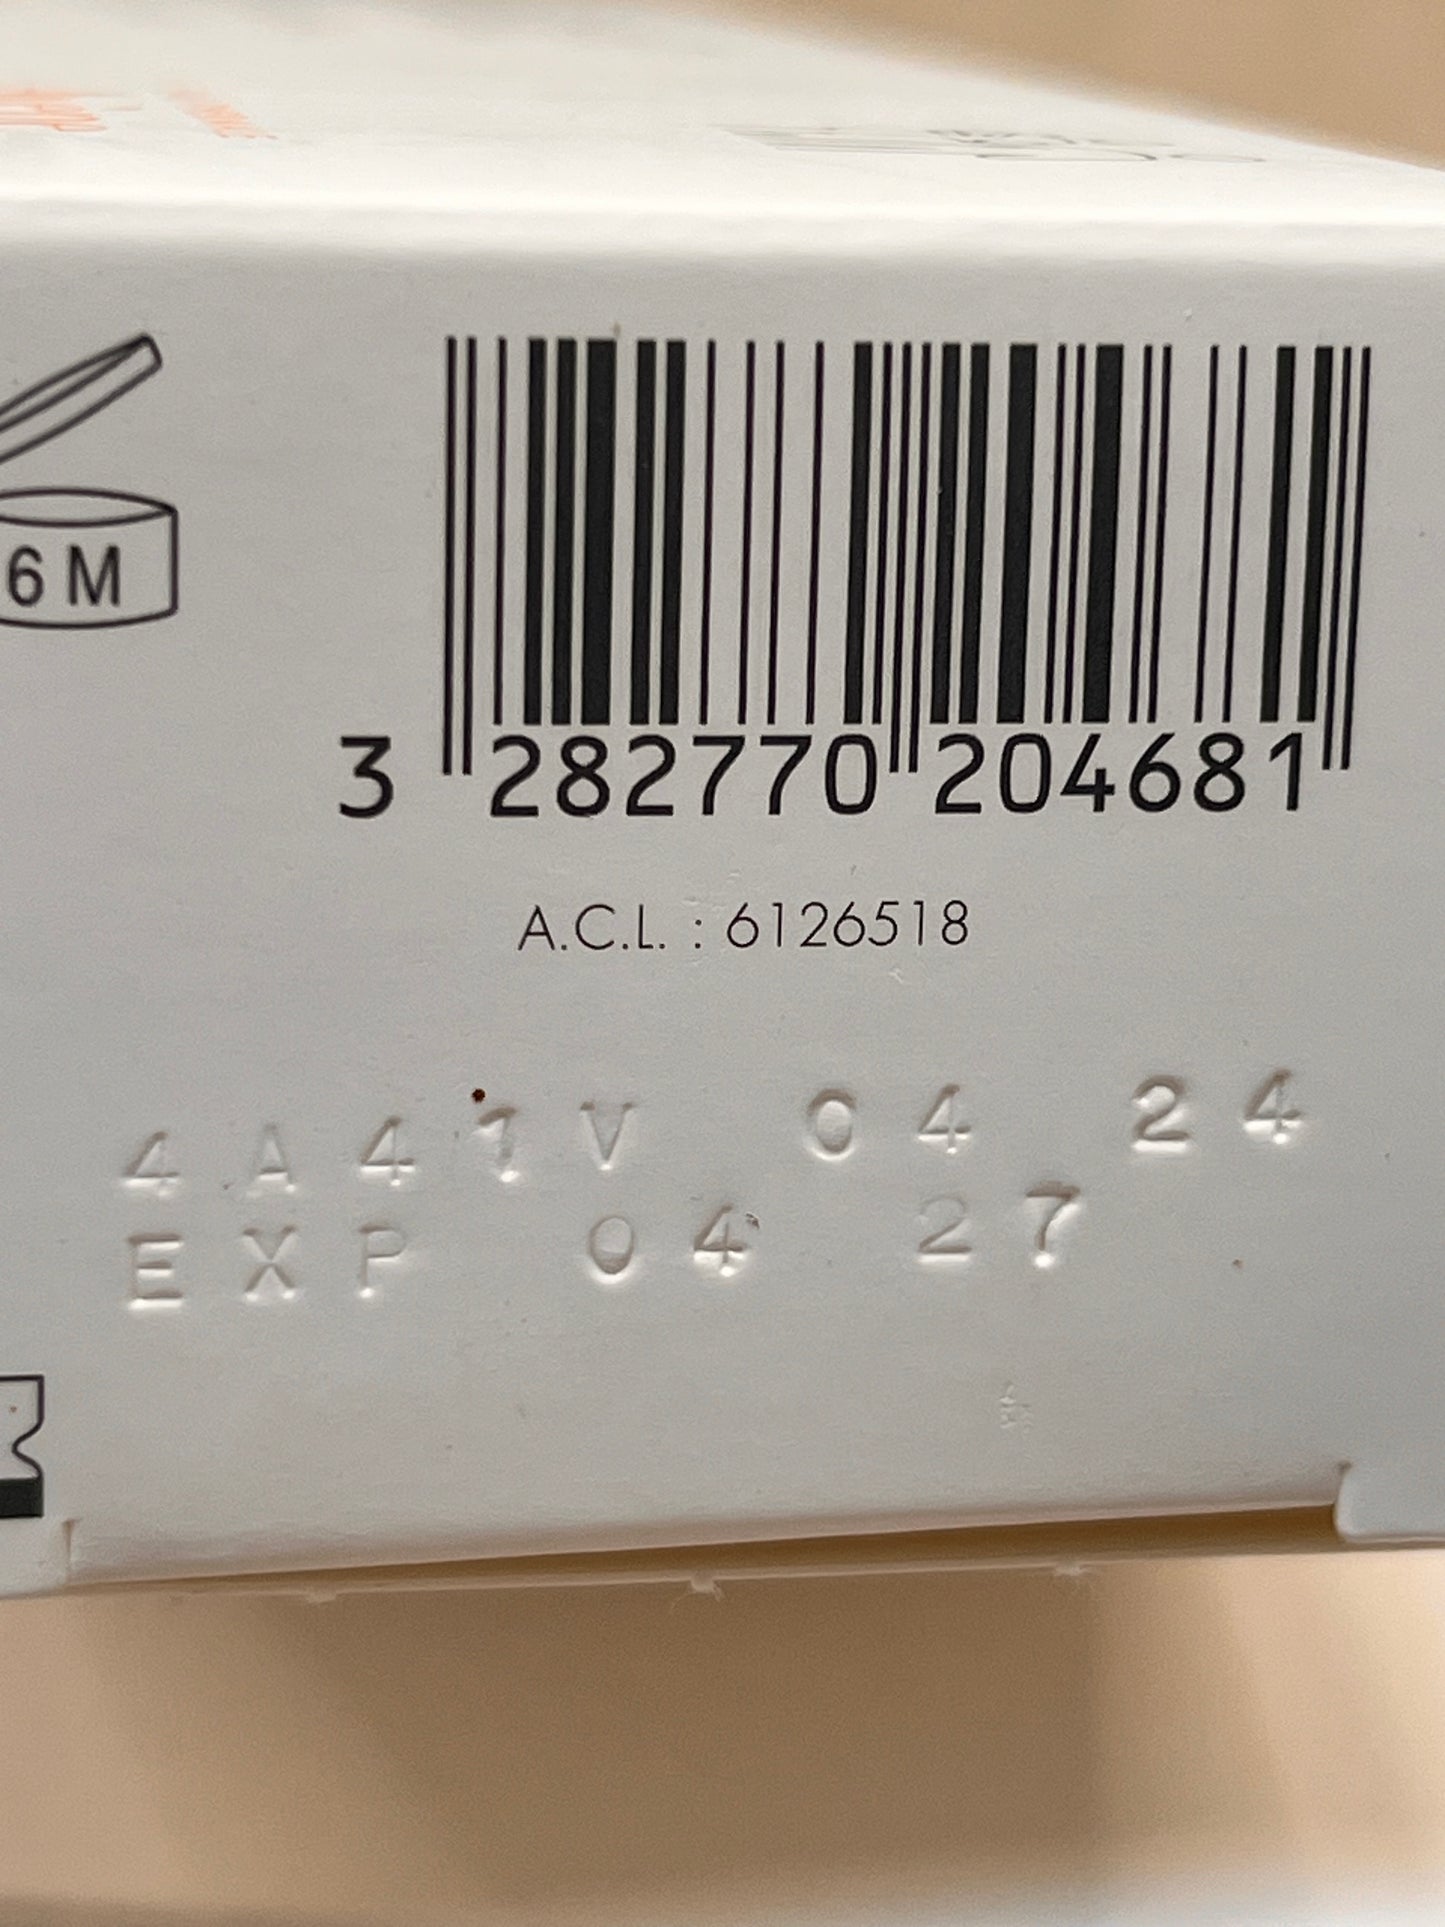 6 M
3 282770 204681
A.C.L. : 6126518
4A41V 04 24
EXP 04 27